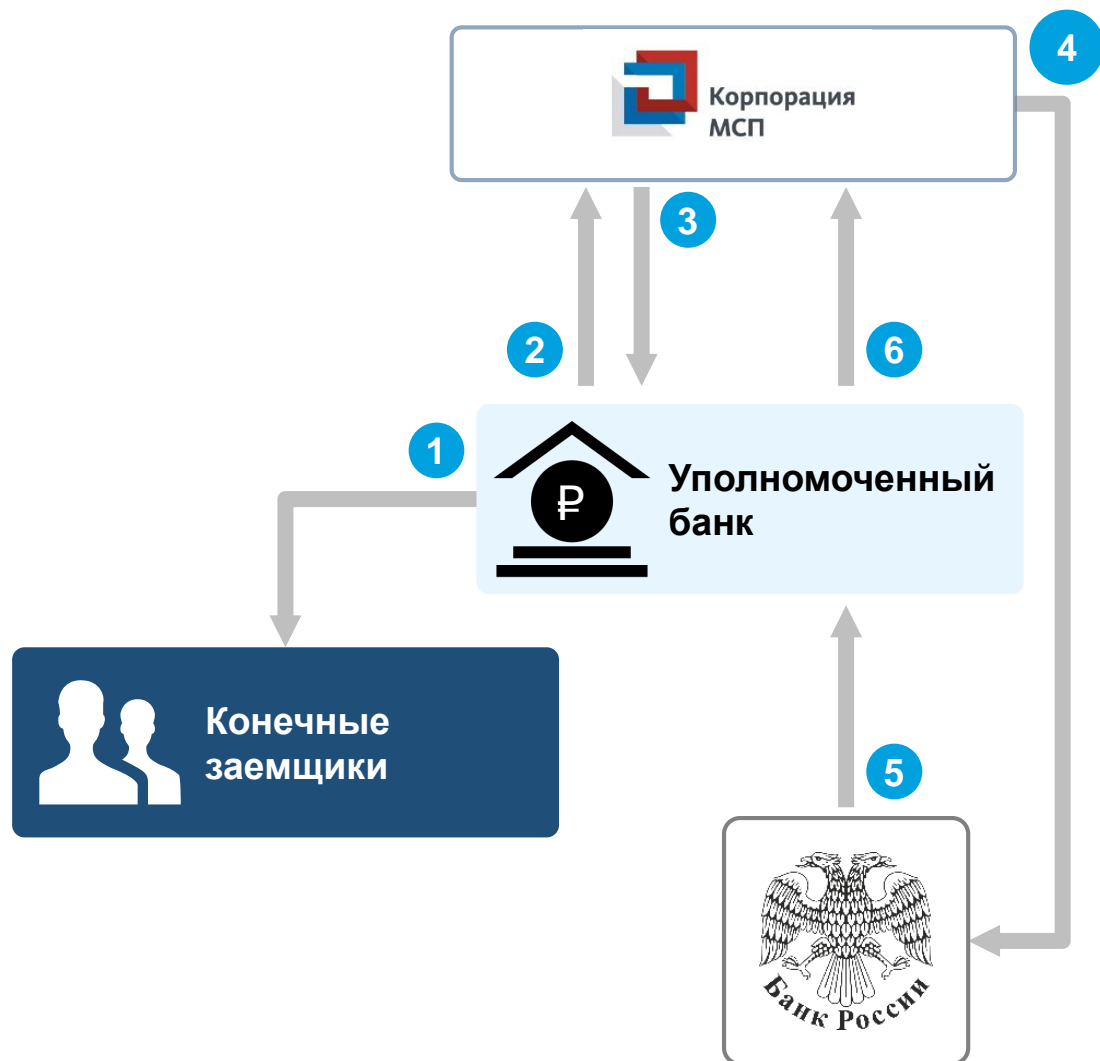 4
Корпорация
МСП
3
2
6
1
₽
Уполномоченный
банк
Конечные
заемщики
5
Банк России